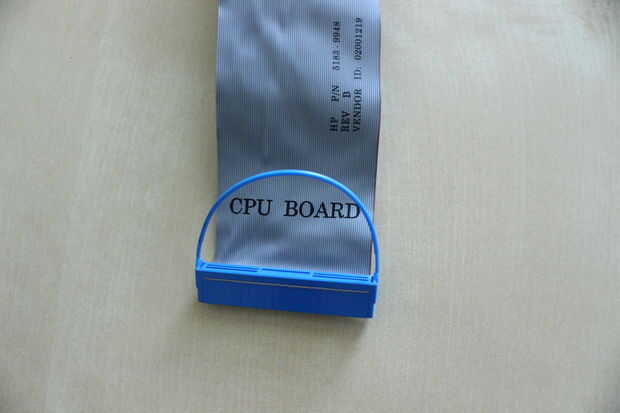 HP P/N 5183-9948
REV B
VENDOR ID: 02001219
CPU BOARD